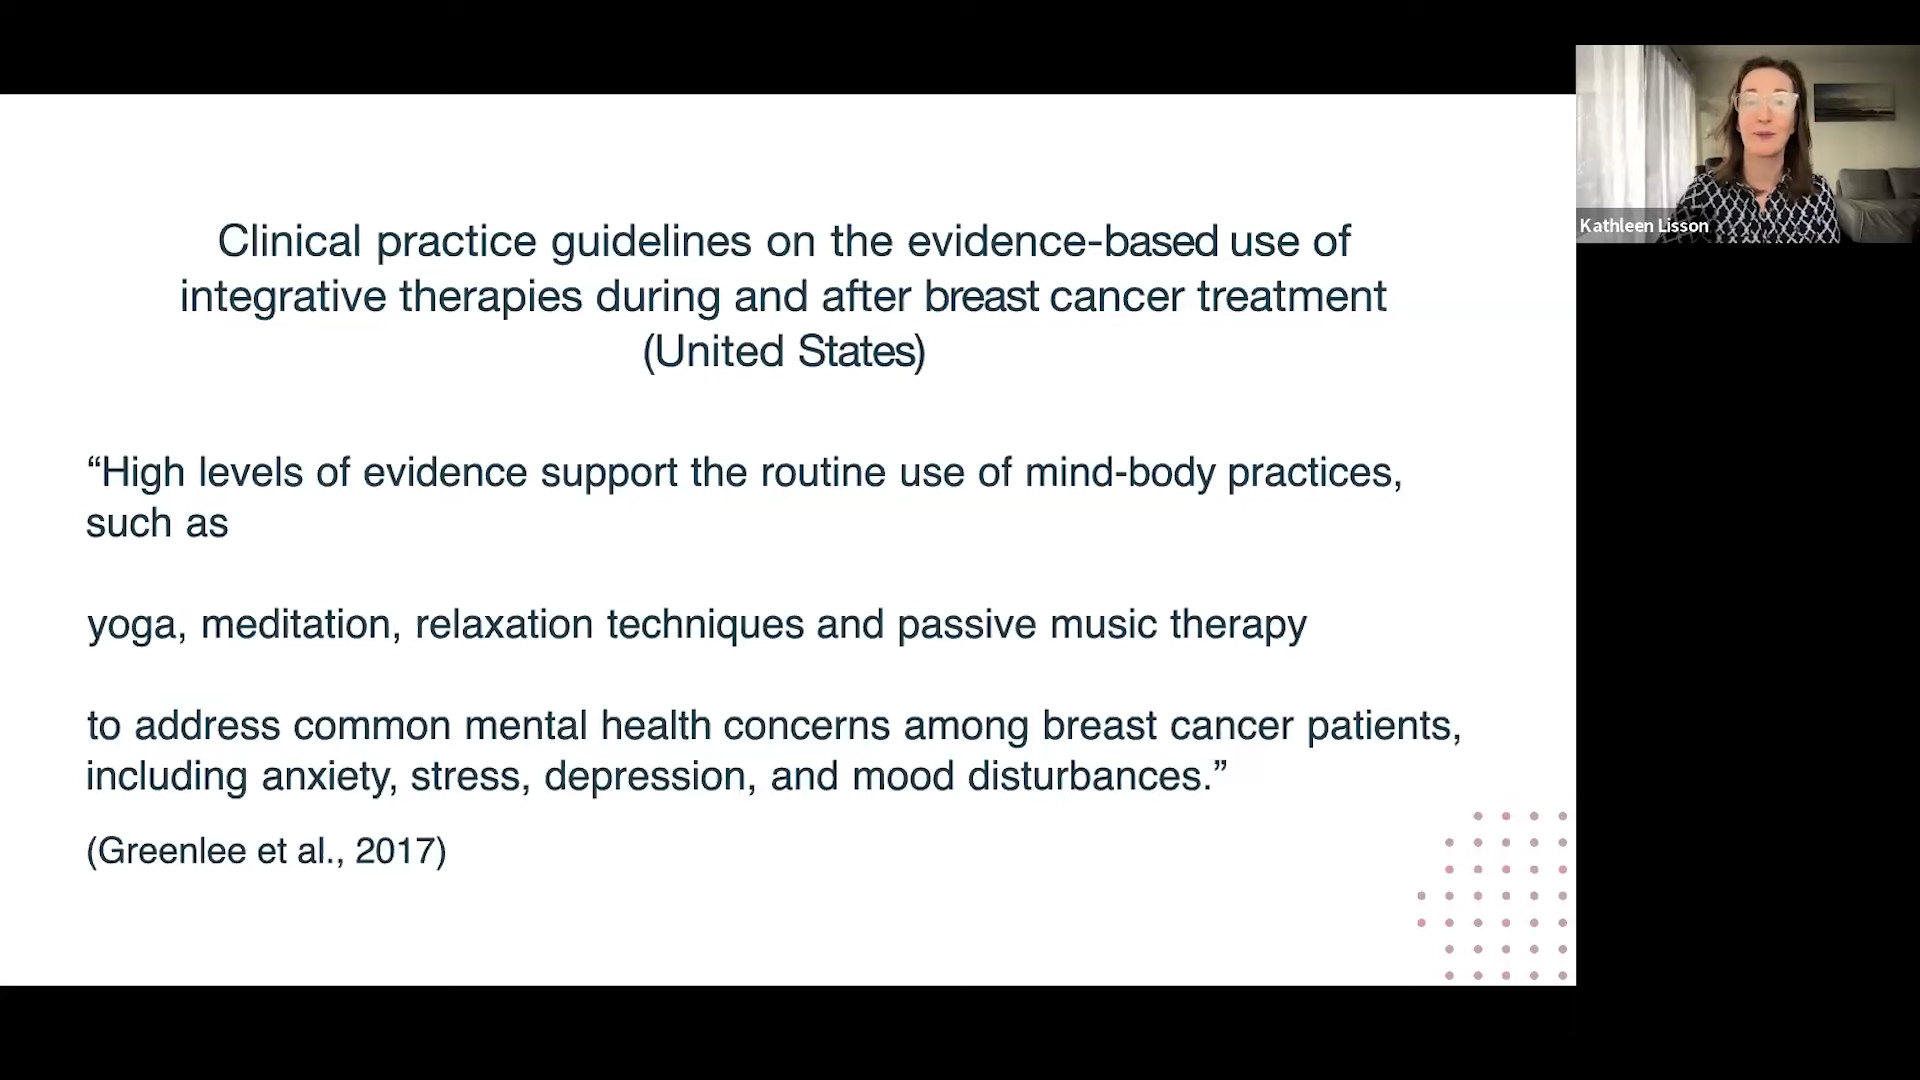 Clinical practice guidelines on the evidence-based use of
integrative therapies during and after breast cancer treatment
(United States)
“High levels of evidence support the routine use of mind-body practices,
such as
yoga, meditation, relaxation techniques and passive music therapy
to address common mental health concerns among breast cancer patients,
including anxiety, stress, depression, and mood disturbances.”
(Greenlee et al., 2017)
Kathleen Lisson